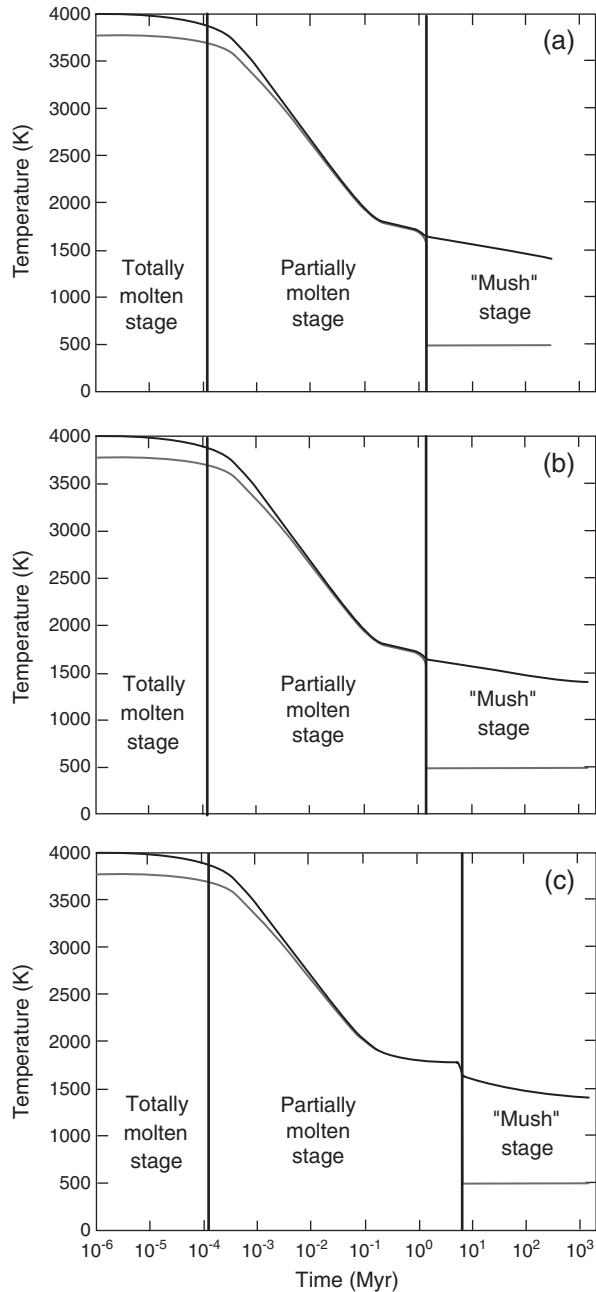 (a)
4000
3500
3000
2500
2000
1500
1000
500
0
Temperature (K)
Totally
molten
stage
Partially
molten
stage
"Mush"
stage
(b)
4000
3500
3000
2500
2000
1500
1000
500
0
Temperature (K)
Totally
molten
stage
Partially
molten
stage
"Mush"
stage
(c)
4000
3500
3000
2500
2000
1500
1000
500
0
Temperature (K)
Totally
molten
stage
Partially
molten
stage
"Mush"
stage
10⁻⁶ 10⁻⁵ 10⁻⁴ 10⁻³ 10⁻² 10⁻¹ 10⁰ 10¹ 10² 10³
Time (Myr)